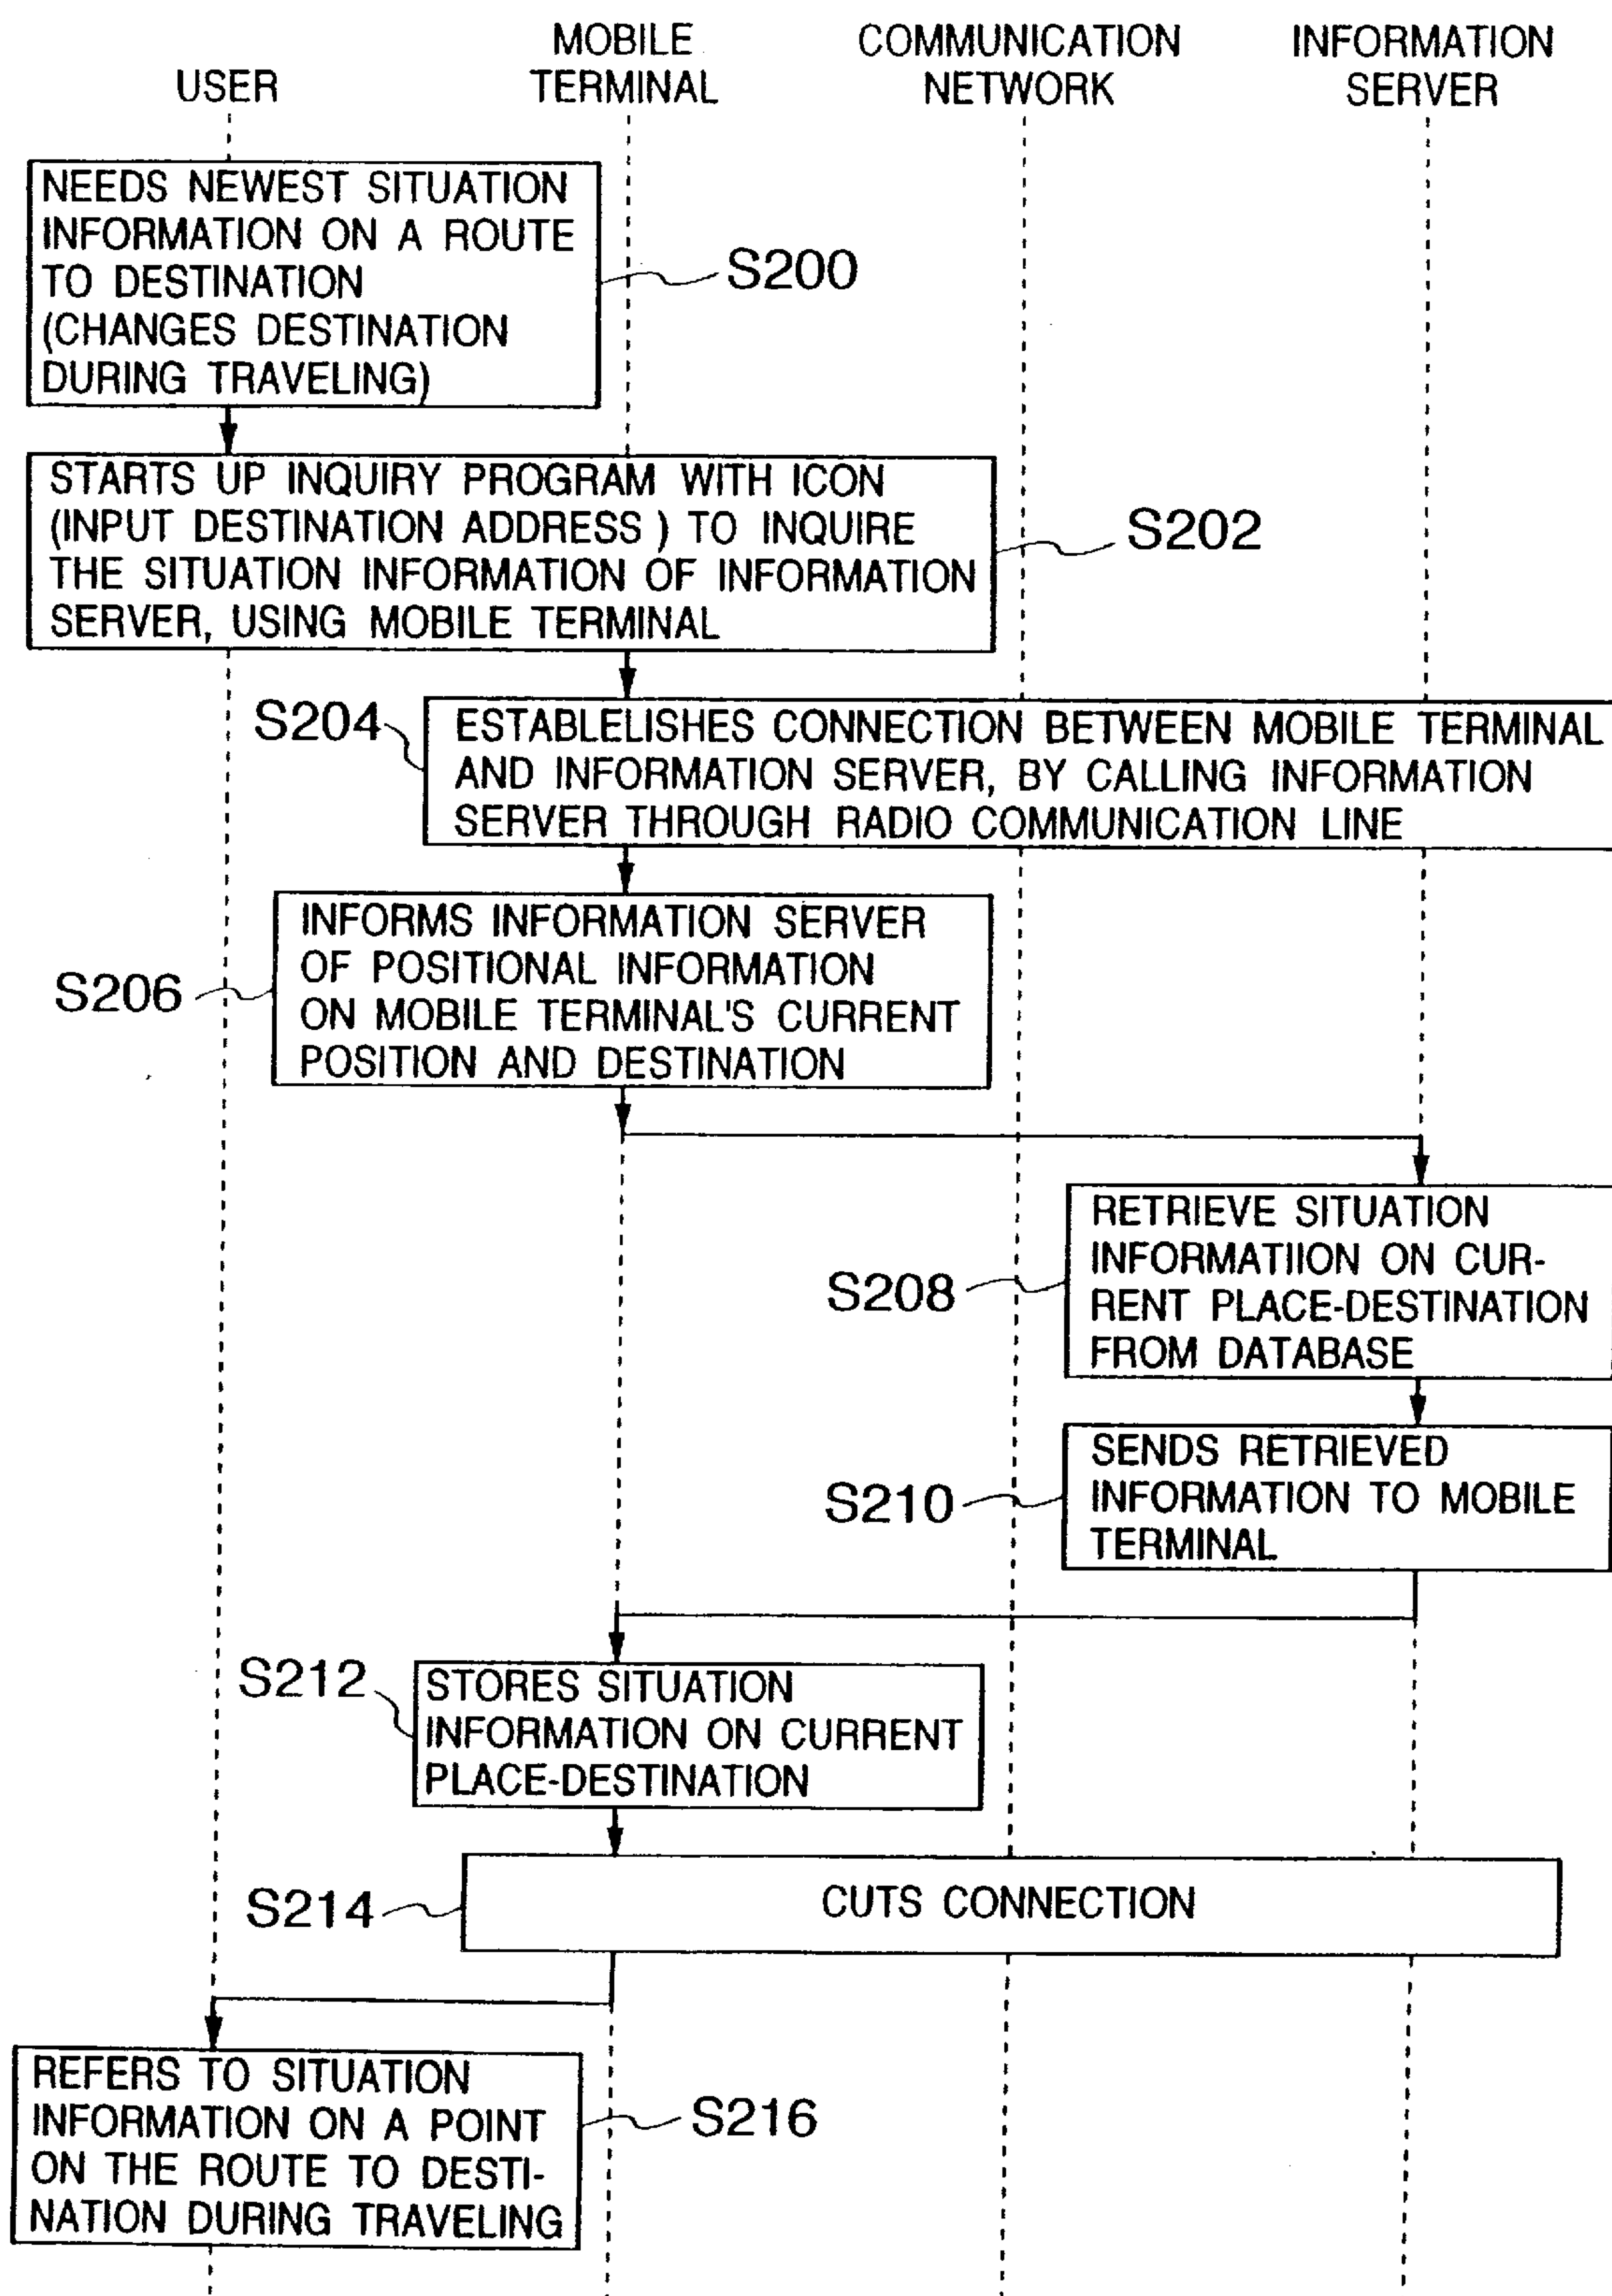 USER
MOBILE
TERMINAL
COMMUNICATION
NETWORK
INFORMATION
SERVER
NEEDS NEWEST SITUATION
INFORMATION ON A ROUTE
TO DESTINATION
(CHANGES DESTINATION
DURING TRAVELING)
S200
STARTS UP INQUIRY PROGRAM WITH ICON
(INPUT DESTINATION ADDRESS ) TO INQUIRE
THE SITUATION INFORMATION OF INFORMATION
SERVER, USING MOBILE TERMINAL
S202
S204
ESTABLELISHES CONNECTION BETWEEN MOBILE TERMINAL
AND INFORMATION SERVER, BY CALLING INFORMATION
SERVER THROUGH RADIO COMMUNICATION LINE
S206
INFORMS INFORMATION SERVER
OF POSITIONAL INFORMATION
ON MOBILE TERMINAL'S CURRENT
POSITION AND DESTINATION
S208
RETRIEVE SITUATION
INFORMATIION ON CUR-
RENT PLACE-DESTINATION
FROM DATABASE
S210
SENDS RETRIEVED
INFORMATION TO MOBILE
TERMINAL
S212
STORES SITUATION
INFORMATION ON CURRENT
PLACE-DESTINATION
S214
CUTS CONNECTION
REFERS TO SITUATION
INFORMATION ON A POINT
ON THE ROUTE TO DESTI-
NATION DURING TRAVELING
S216